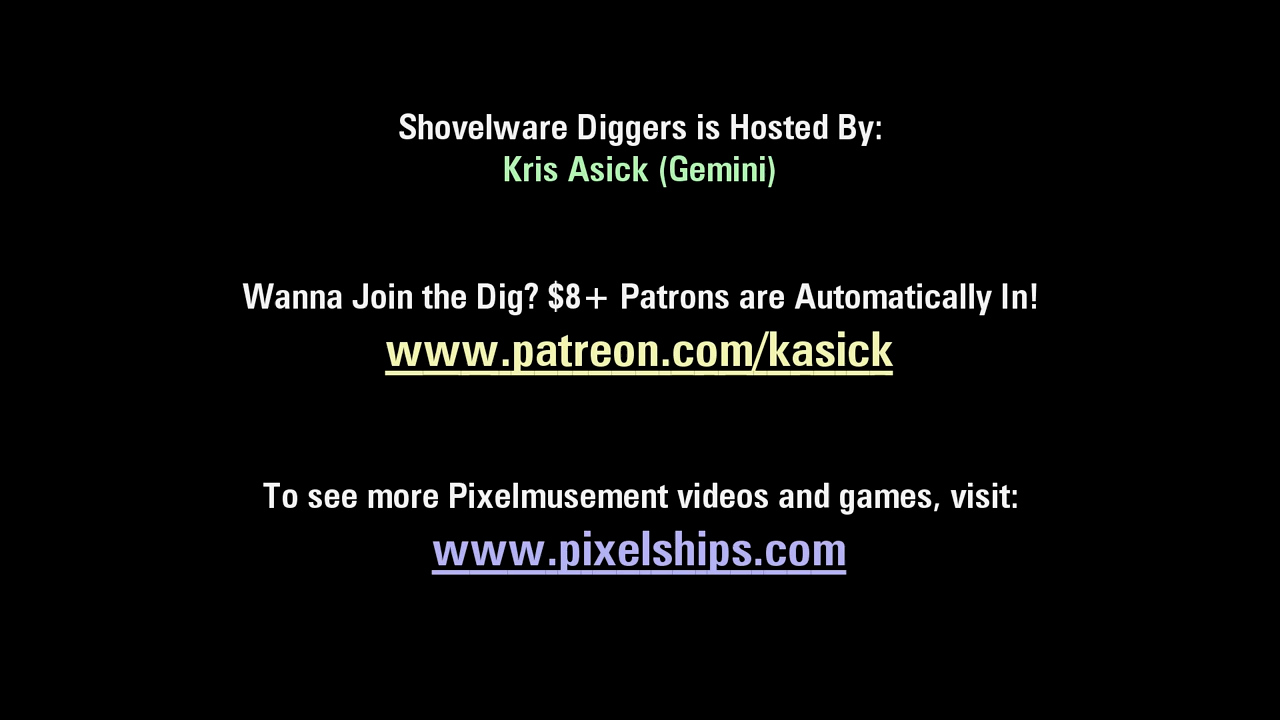 Shovelware Diggers is Hosted By:
Kris Asick (Gemini)
Wanna Join the Dig? $8+ Patrons are Automatically In!
www.patreon.com/kasick
To see more Pixelmusement videos and games, visit:
www.pixelships.com